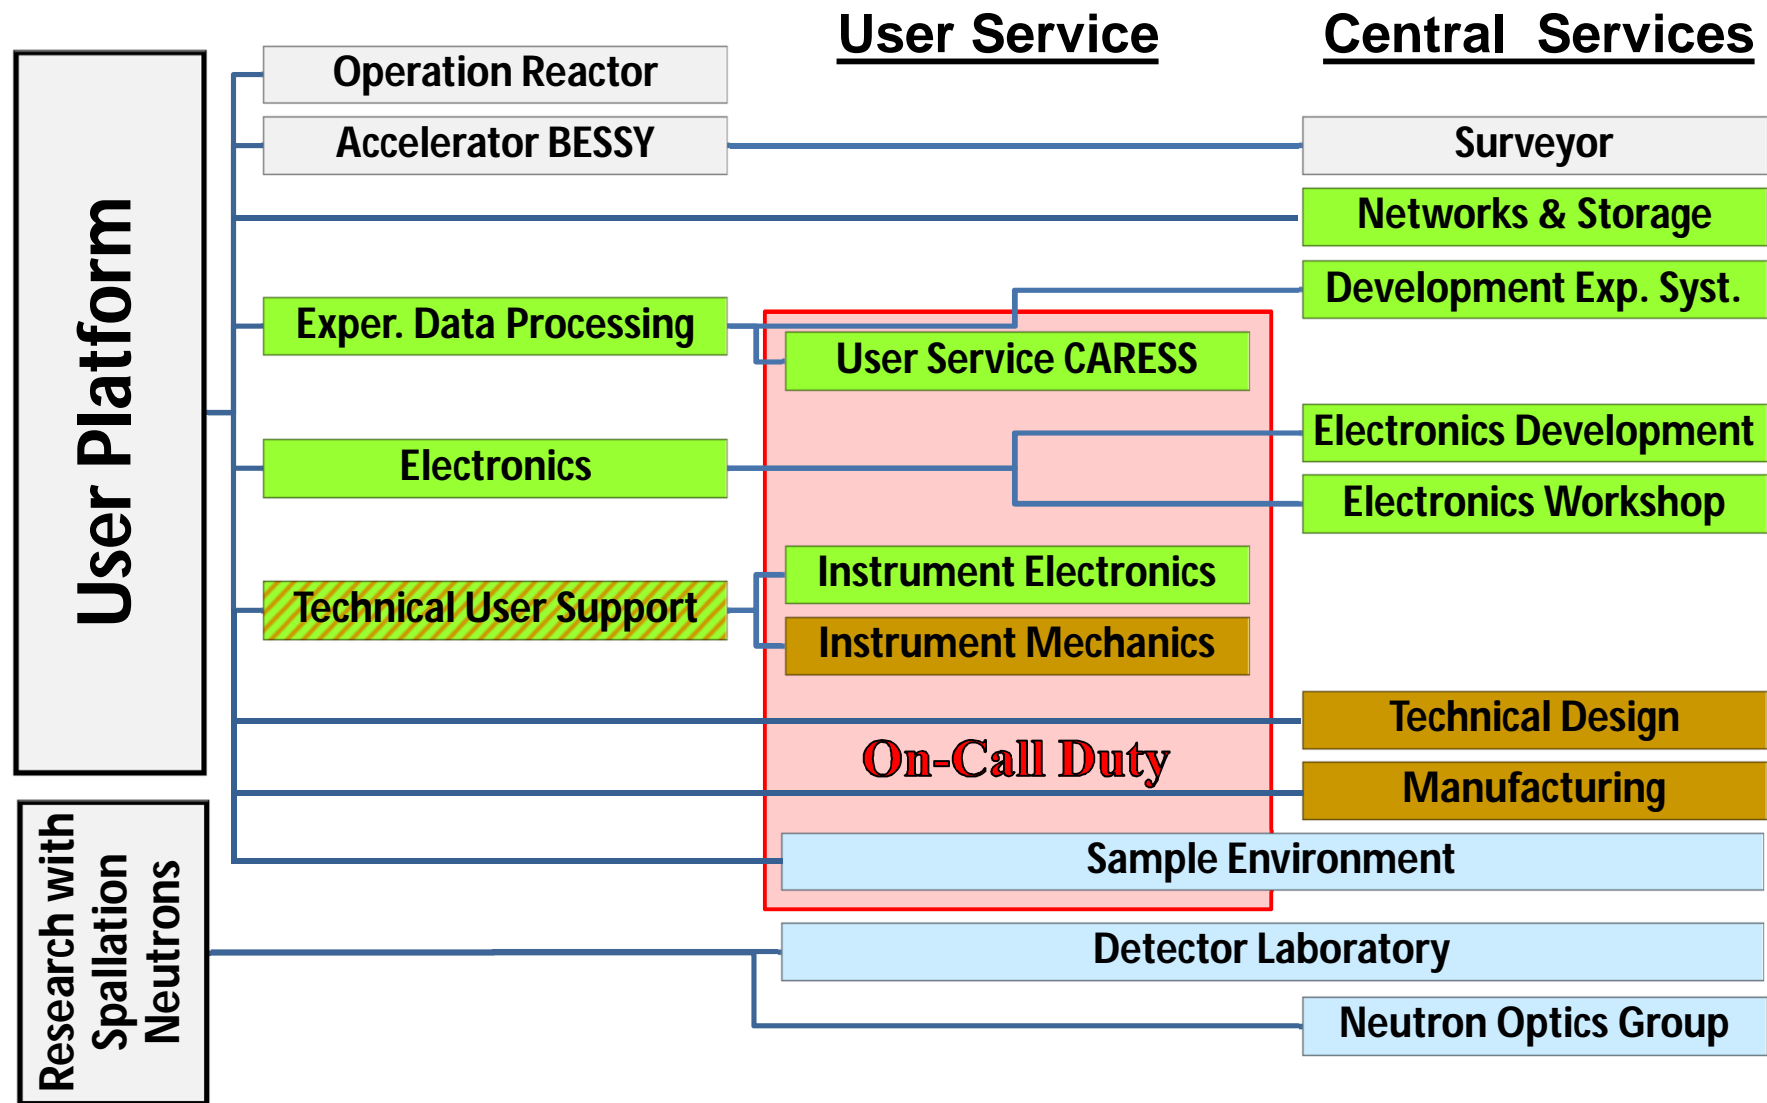 User Service
Central Services
User Platform
Operation Reactor
Accelerator BESSY
Surveyor
Networks & Storage
Development Exp. Syst.
Exper. Data Processing
User Service CARESS
Electronics Development
Electronics
Electronics Workshop
Instrument Electronics
Technical User Support
Instrument Mechanics
Technical Design
On-Call Duty
Manufacturing
Research with
Spallation
Neutrons
Sample Environment
Detector Laboratory
Neutron Optics Group